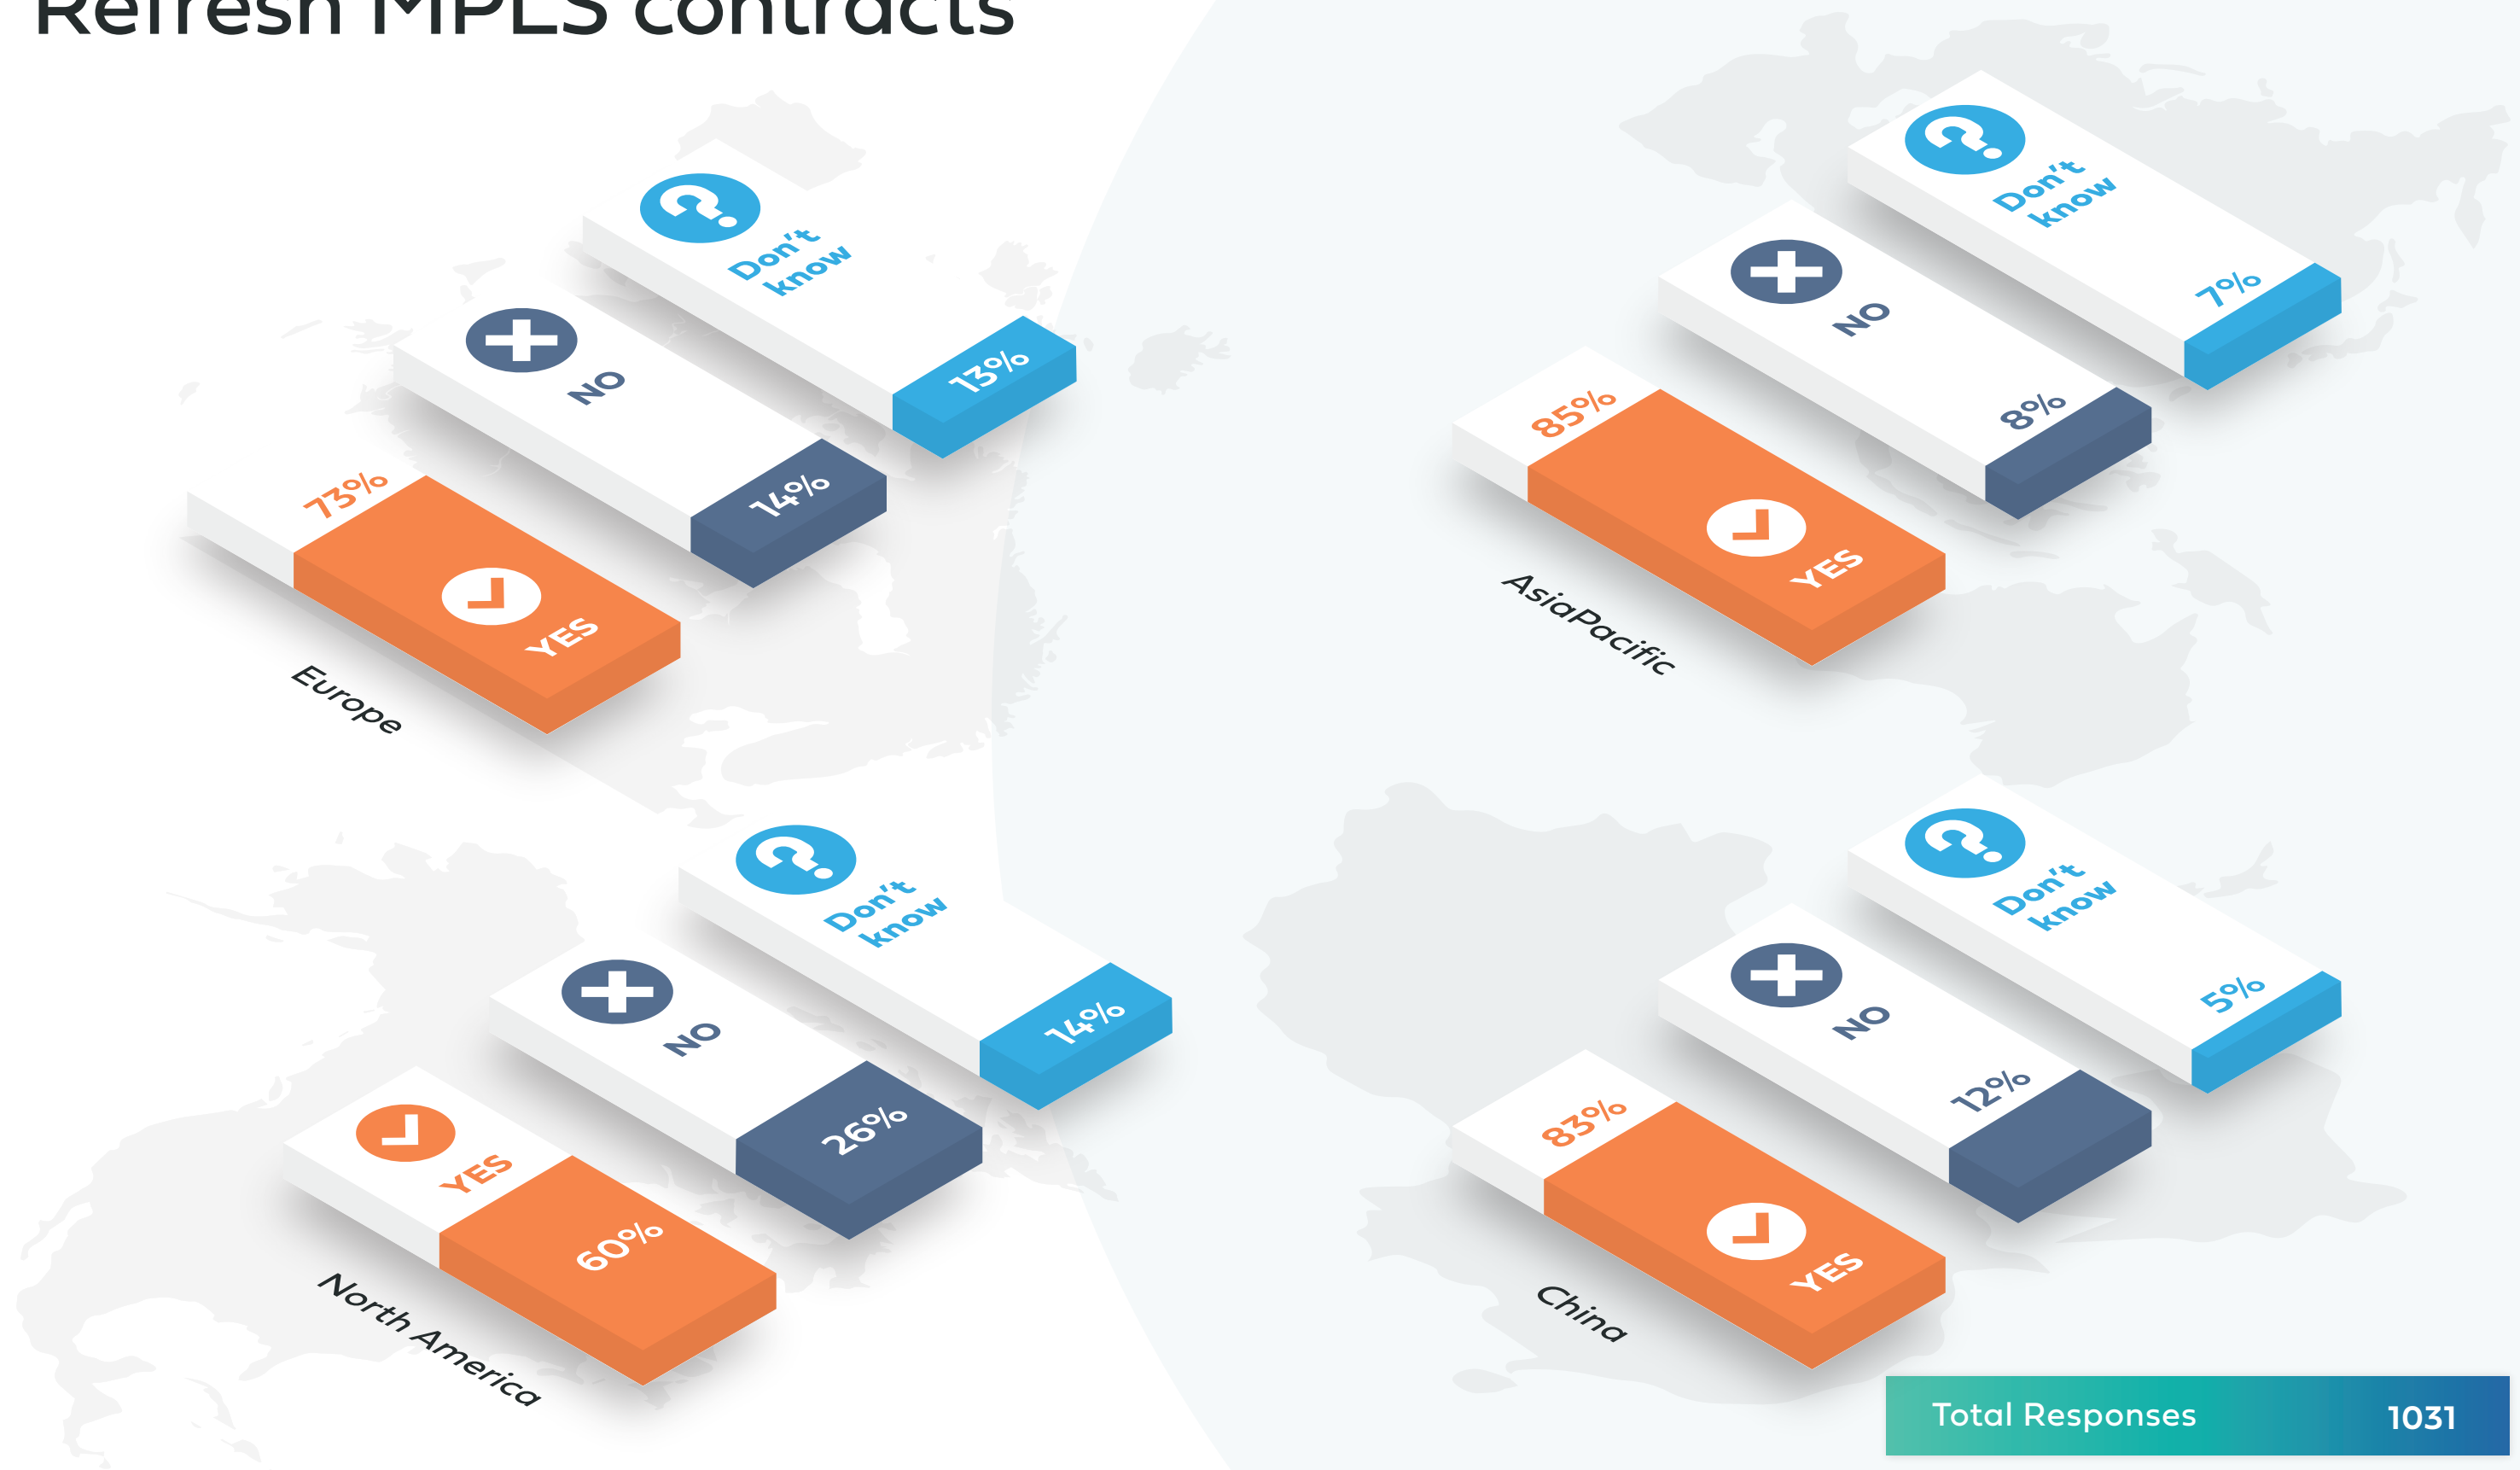 Refresh MPLS contracts
Don't
know
13%
NO
14%
73%
YES
Europe
Don't
know
7%
NO
8%
85%
YES
AsiaPacific
Don't
know
14%
NO
26%
YES
60%
North America
Don't
know
5%
NO
12%
83%
YES
China
Total Responses 1031